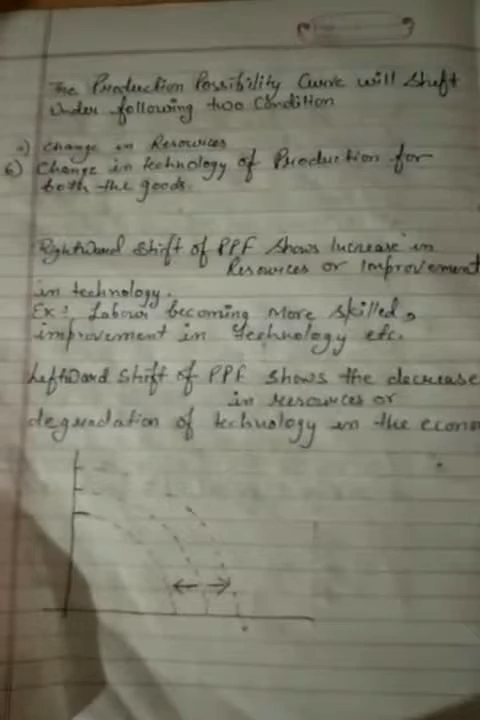 The Production Possibility Curve will Shift
Under following two Condition
a) Change in Resources
b) Change in technology of Production for
both the goods.
Rightward Shift of PPF Shows Increase in
Resources or Improvement
in technology.
Ex: Labour becoming More Skilled,
improvement in technology etc.
Leftward Shift of PPF Shows the decrease
in resources or
degradation of technology in the econo